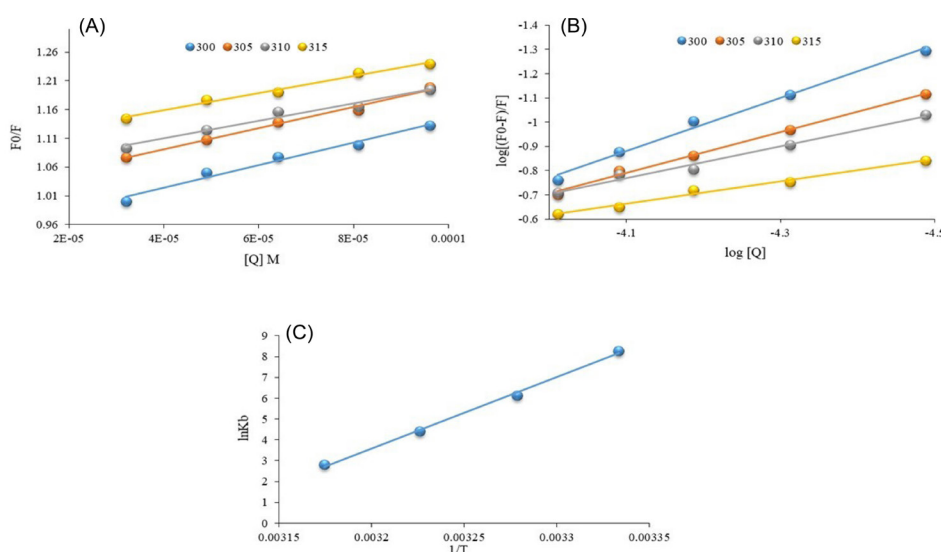 (A)
300 305 310 315
F0/F
1.26
1.21
1.16
1.11
1.06
1.01
0.96
2E-05 4E-05 6E-05 8E-05 0.0001
[Q] M
(B)
300 305 310 315
log[(F0-F)/F]
-1.4
-1.3
-1.2
-1.1
-1
-0.9
-0.8
-0.7
-0.6
-4.1 -4.3 -4.5
log [Q]
(C)
lnKb
9
8
7
6
5
4
3
2
1
0
0.00315 0.0032 0.00325 0.0033 0.00335
1/T